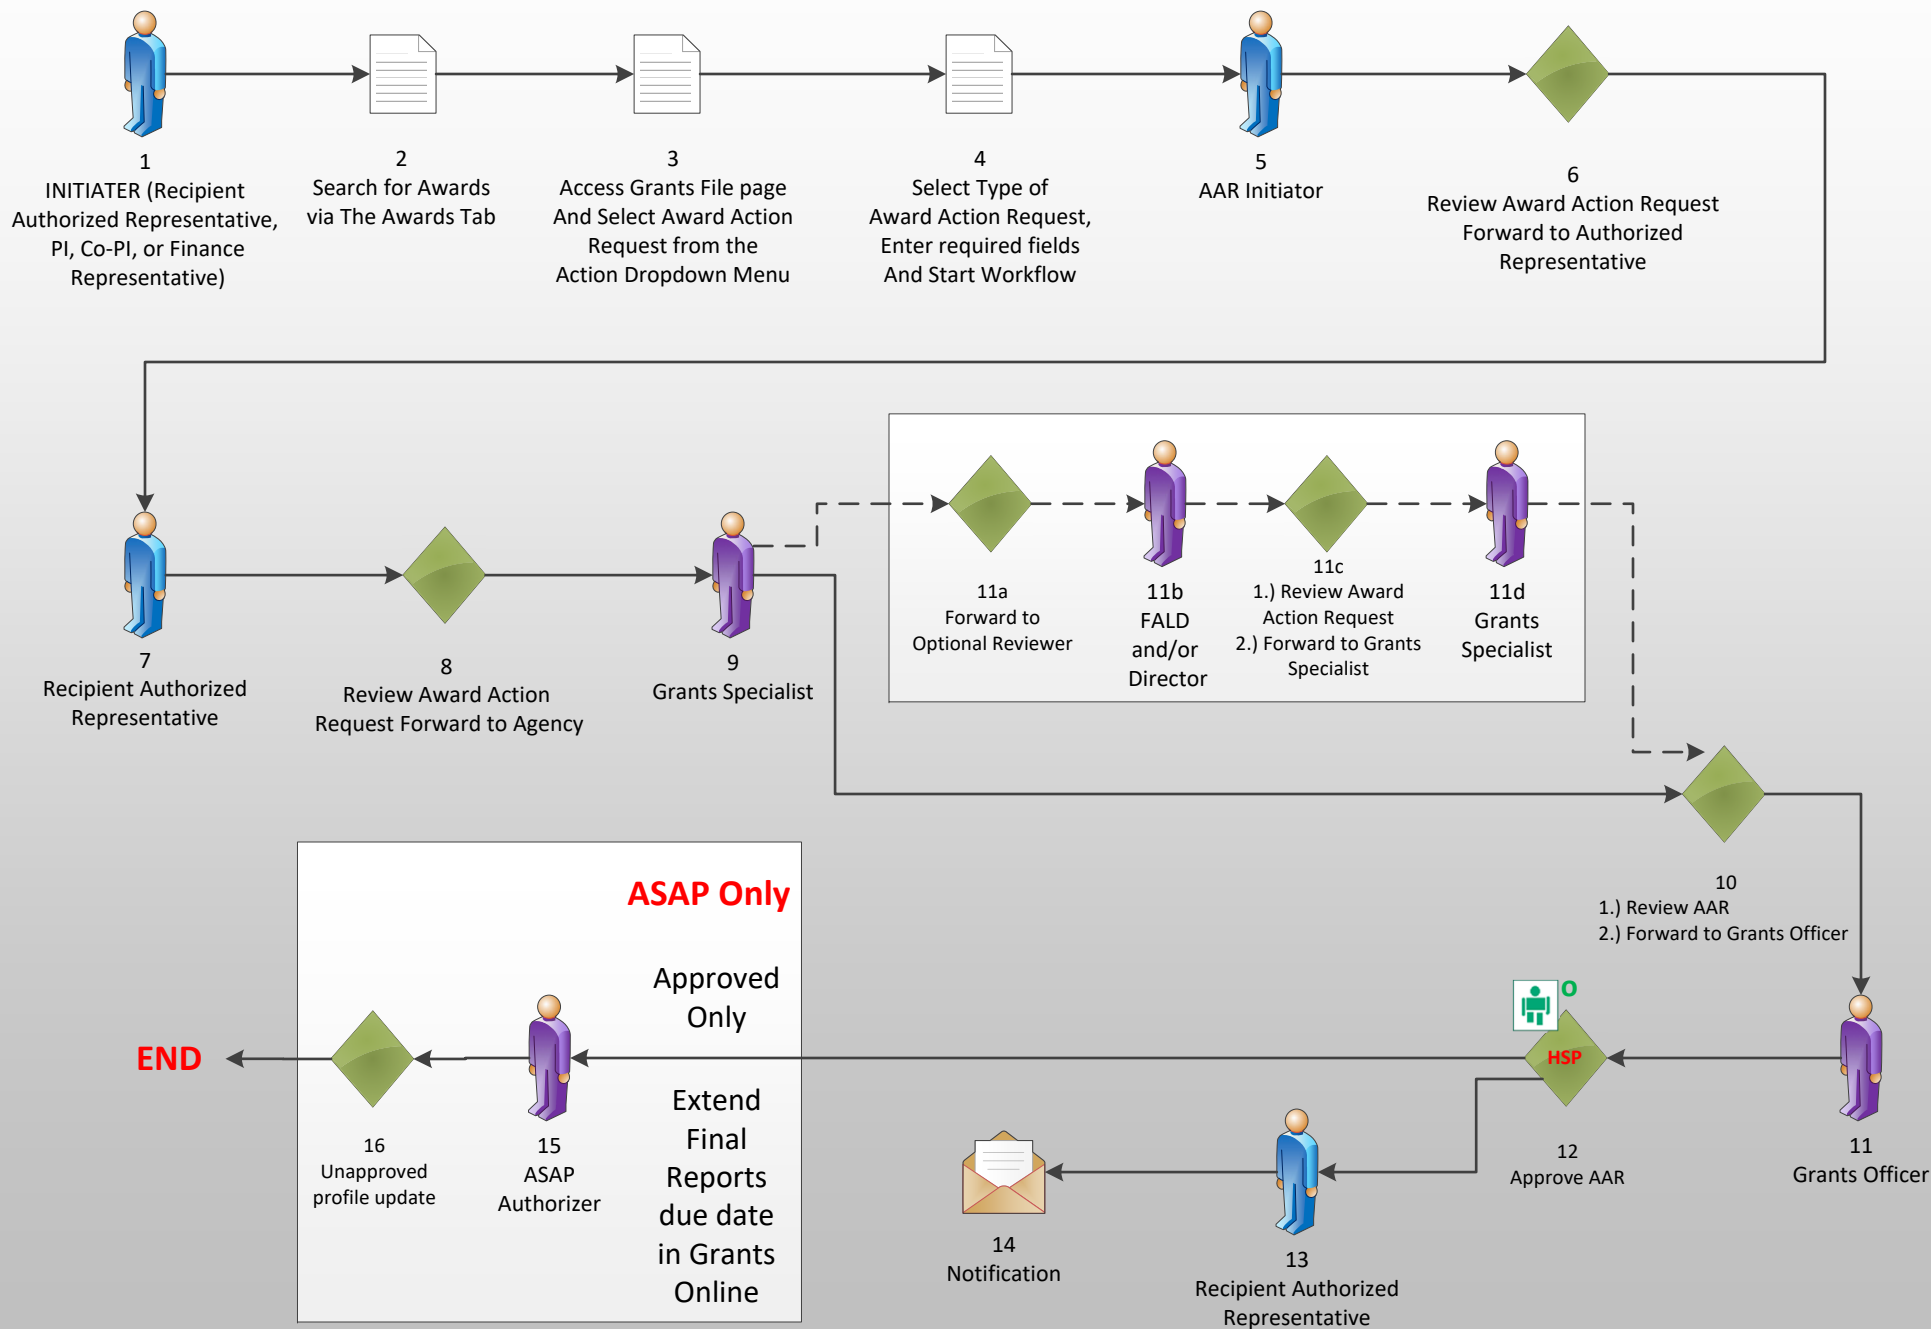 1
INITIATER (Recipient
Authorized Representative,
PI, Co-PI, or Finance
Representative)
2
Search for Awards
via The Awards Tab
3
Access Grants File page
And Select Award Action
Request from the
Action Dropdown Menu
4
Select Type of
Award Action Request,
Enter required fields
And Start Workflow
5
AAR Initiator
6
Review Award Action Request
Forward to Authorized
Representative
7
Recipient Authorized
Representative
8
Review Award Action
Request Forward to Agency
9
Grants Specialist
11a
Forward to
Optional Reviewer
11b
FALD
and/or
Director
11c
1.) Review Award
Action Request
2.) Forward to Grants
Specialist
11d
Grants
Specialist
10
1.) Review AAR
2.) Forward to Grants Officer
11
Grants Officer
O
HSP
12
Approve AAR
13
Recipient Authorized
Representative
14
Notification
ASAP Only
Approved
Only
Extend
Final
Reports
due date
in Grants
Online
15
ASAP
Authorizer
16
Unapproved
profile update
END